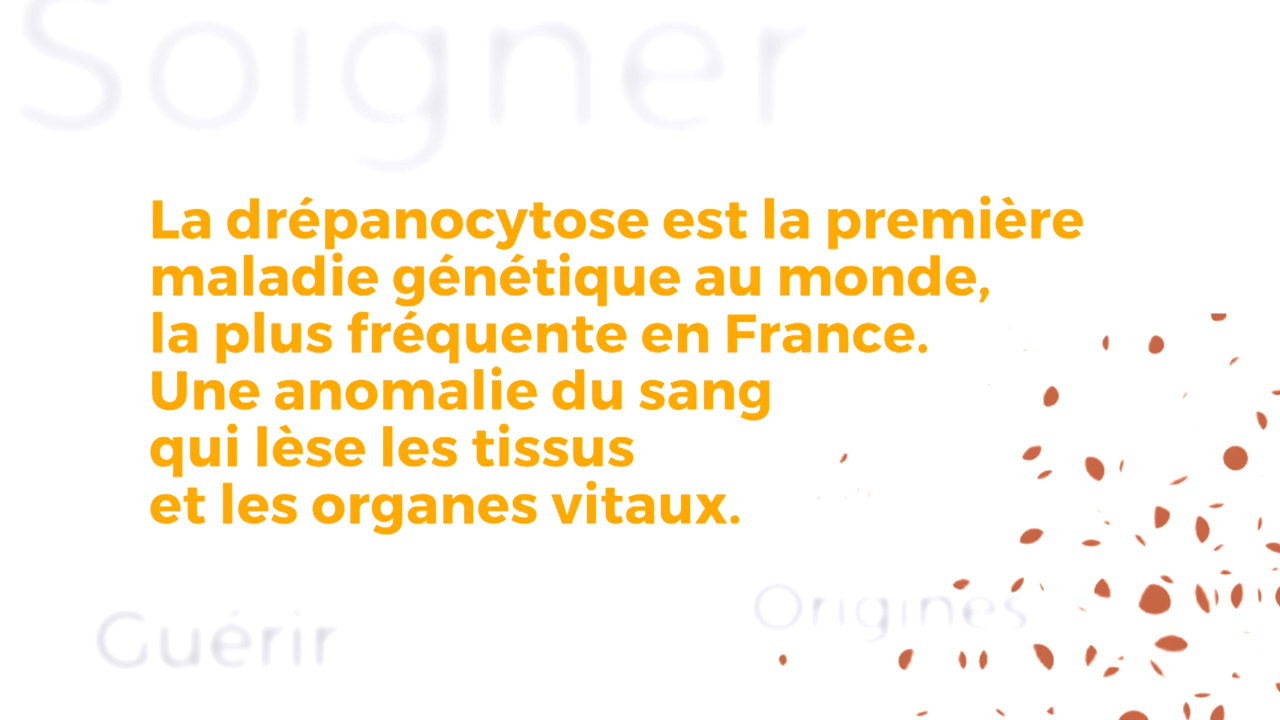 Soigner
La drépanocytose est la première
maladie génétique au monde,
la plus fréquente en France.
Une anomalie du sang
qui lèse les tissus
et les organes vitaux.
Origines
Guérir